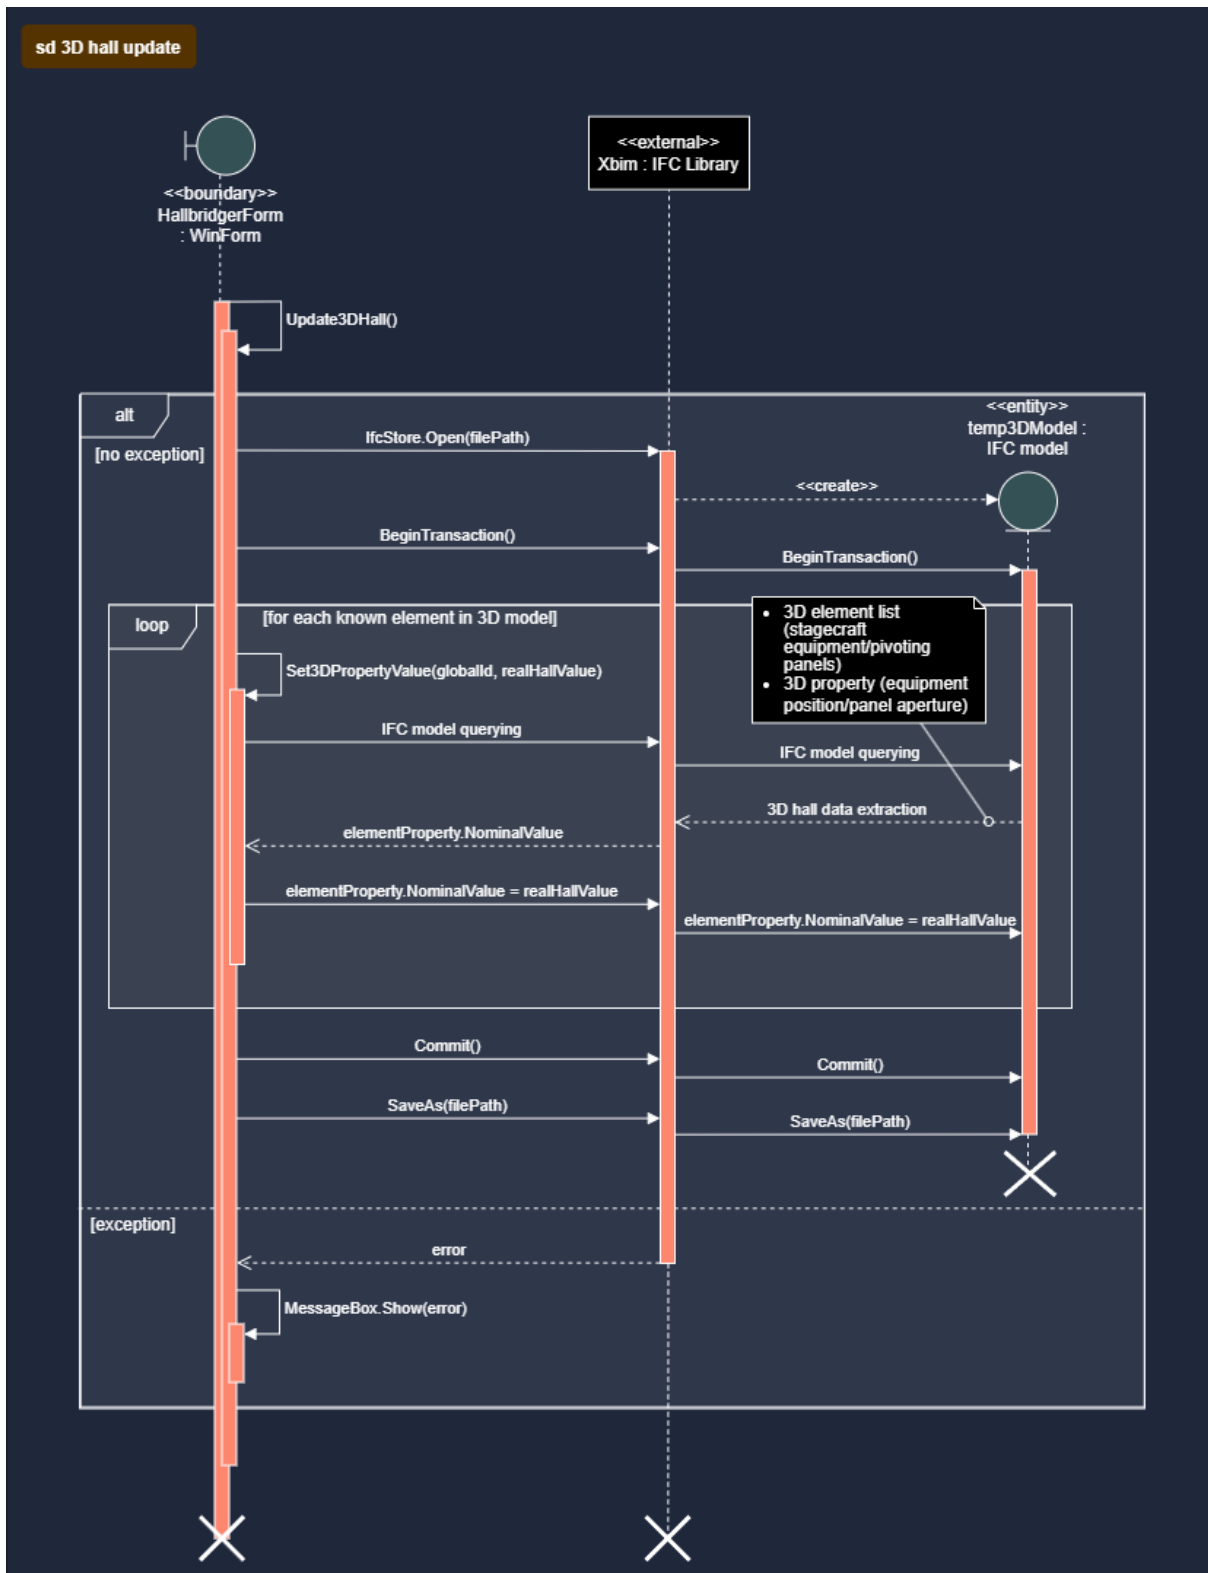 sd 3D hall update
<<boundary>>
HallbridgerForm
: WinForm
<<external>>
Xbim : IFC Library
Update3DHall()
alt
[no exception]
<<entity>>
temp3DModel :
IFC model
IfcStore.Open(filePath)
<<create>>
BeginTransaction()
BeginTransaction()
loop
[for each known element in 3D model]
• 3D element list
(stagecraft
equipment/pivoting
panels)
• 3D property (equipment
position/panel aperture)
Set3DPropertyValue(globalId, realHallValue)
IFC model querying
IFC model querying
3D hall data extraction
elementProperty.NominalValue
elementProperty.NominalValue = realHallValue
elementProperty.NominalValue = realHallValue
Commit()
Commit()
SaveAs(filePath)
SaveAs(filePath)
[exception]
error
MessageBox.Show(error)